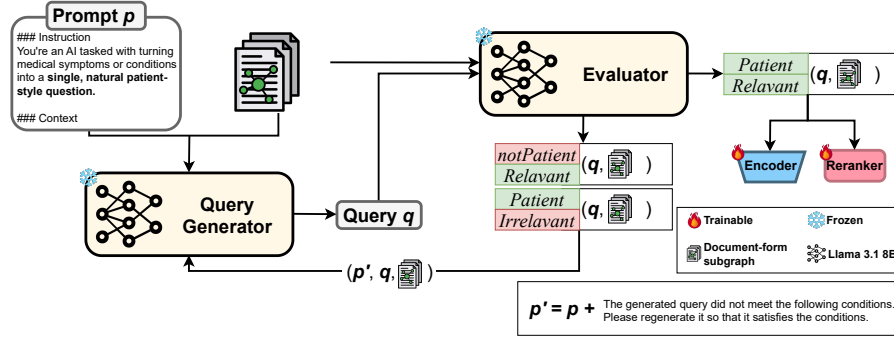 Prompt p
### Instruction
You're an AI tasked with turning
medical symptoms or conditions
into a single, natural patient-
style question.
### Context
Query
Generator
Query q
Evaluator
Patient
Relavant
(q, )
notPatient
Relavant
(q, )
Patient
Irrelavant
(q, )
(p', q, )
Encoder
Reranker
Trainable
Frozen
Document-form
subgraph
Llama 3.1 8B
p' = p +
The generated query did not meet the following conditions.
Please regenerate it so that it satisfies the conditions.